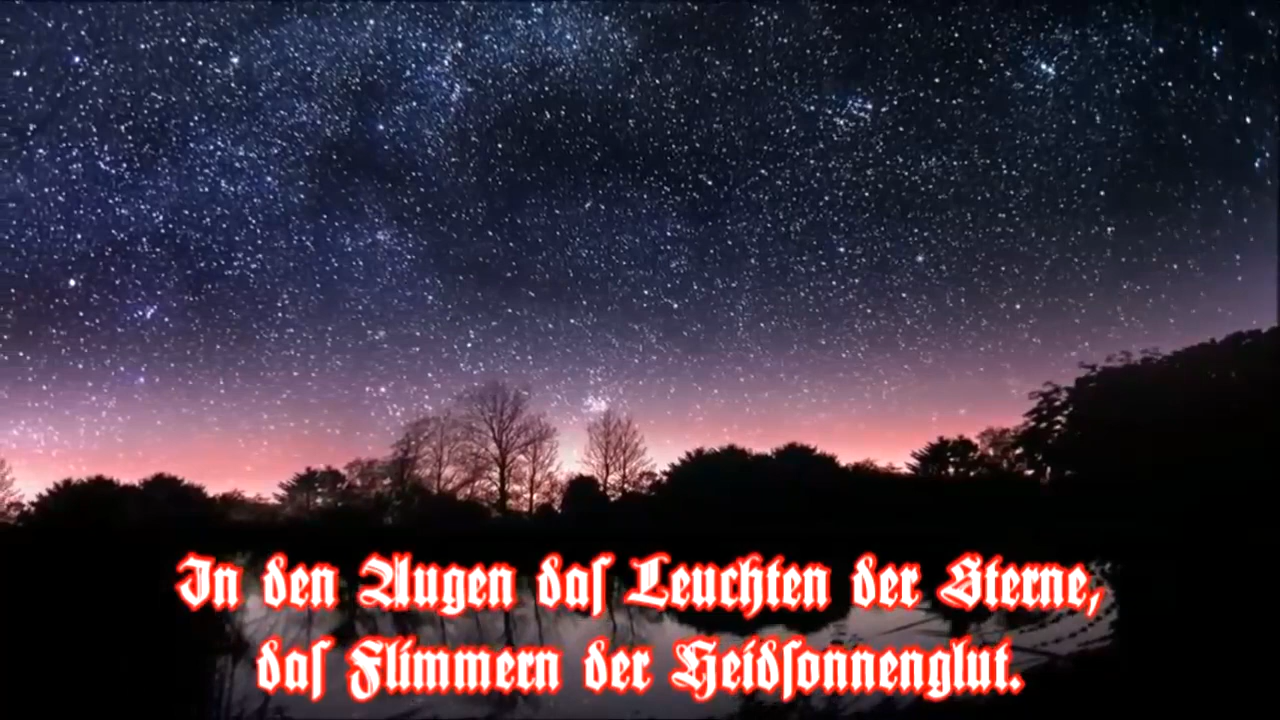 In den Augen daſ Leuchten der Sterne,
daſ Flimmern der Heidſonnenglut.